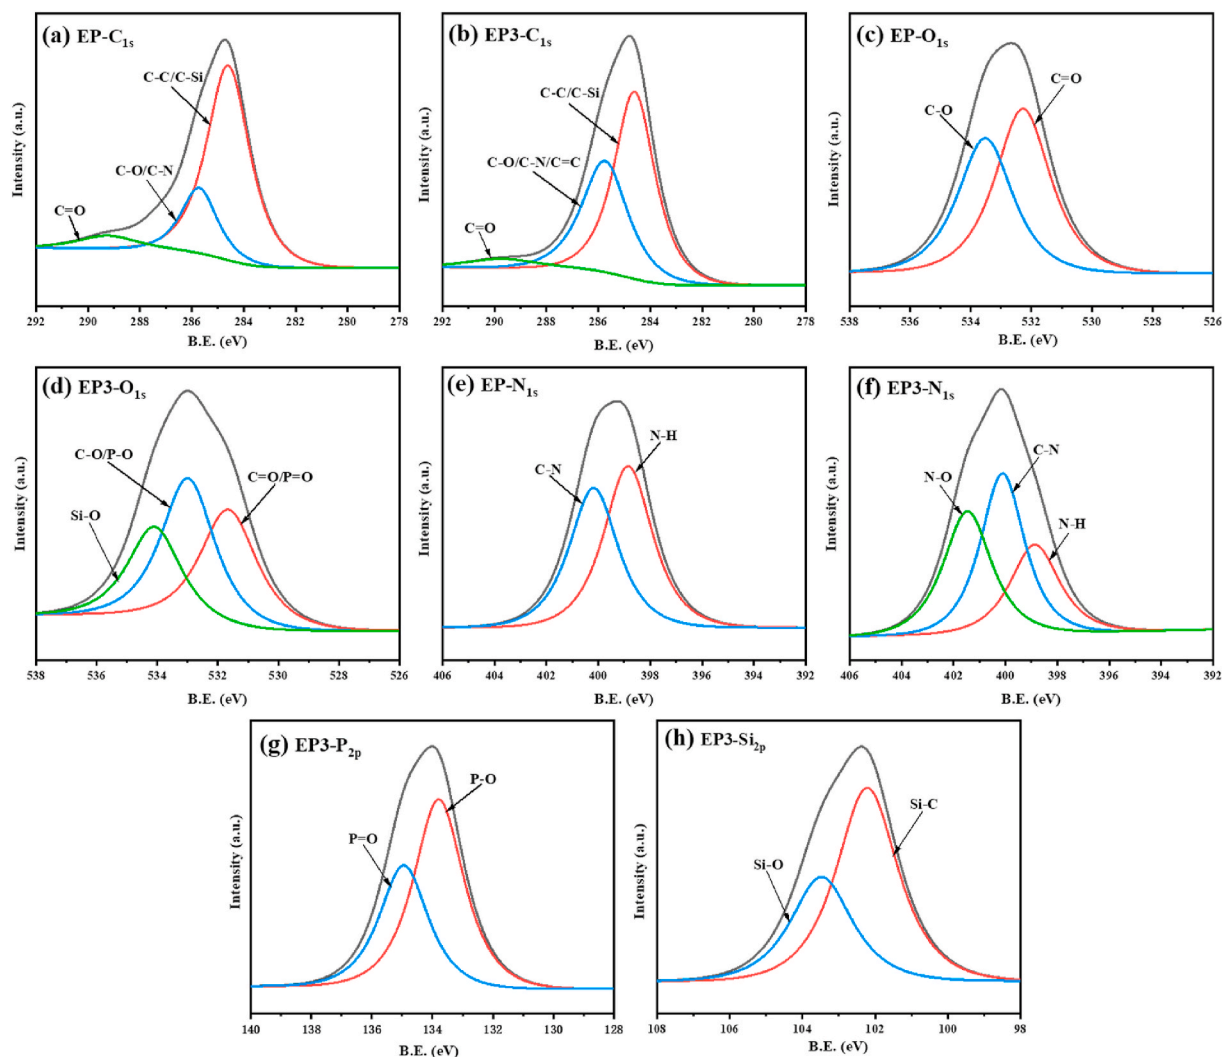 (a) EP-C1s
C-C/C-Si
C-O/C-N
C=O
Intensity (a.u.)
292 290 288 286 284 282 280 278
B.E. (eV)
(b) EP3-C1s
C-C/C-Si
C-O/C-N/C=C
C=O
Intensity (a.u.)
292 290 288 286 284 282 280 278
B.E. (eV)
(c) EP-O1s
C=O
C-O
Intensity (a.u.)
538 536 534 532 530 528 526
B.E. (eV)
(d) EP3-O1s
C-O/P-O
C=O/P=O
Si-O
Intensity (a.u.)
538 536 534 532 530 528 526
B.E. (eV)
(e) EP-N1s
N-H
C-N
Intensity (a.u.)
406 404 402 400 398 396 394 392
B.E. (eV)
(f) EP3-N1s
C-N
N-O
N-H
Intensity (a.u.)
406 404 402 400 398 396 394 392
B.E. (eV)
(g) EP3-P2p
P-O
P=O
Intensity (a.u.)
140 138 136 134 132 130 128
B.E. (eV)
(h) EP3-Si2p
Si-C
Si-O
Intensity (a.u.)
108 106 104 102 100 98
B.E. (eV)